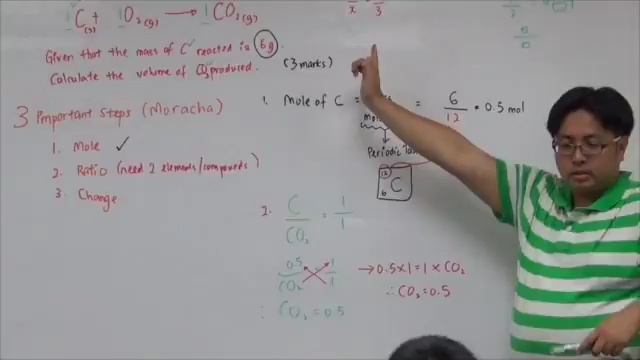 1 C(s) + 1 O2(g) → 1 CO2(g)
Given that the mass of C reacted is 6g.
Calculate the volume of CO2 produced.
(3 marks)
3 Important Steps (Moracha)
1. Mole ✓
2. Ratio (need 2 elements/compounds)
3. Change
1. Mole of C = = 6/12 = 0.5 mol
Periodic
12
6 C
2. C/CO2 = 1/1
0.5/CO2 = 1/1 → 0.5 x 1 = 1 x CO2
∴ CO2 = 0.5
∴ CO2 = 0.5